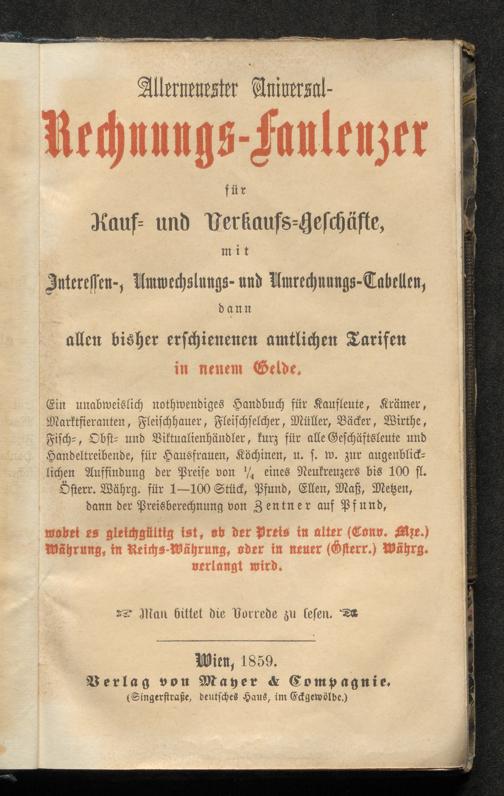 Allerneuester Universal-
Rechnungs-Faulenzer
für
Kauf- und Verkaufs-Geschäfte,
mit
Interessen-, Umwechslungs- und Umrechnungs-Tabellen,
dann
allen bisher erschienenen amtlichen Tarifen
in neuem Gelde.
Ein unabweislich nothwendiges Handbuch für Kaufleute, Krämer,
Marktfieranten, Fleischhauer, Fleischselcher, Müller, Bäcker, Wirthe,
Fisch-, Obst- und Viktualienhändler, kurz für alle Geschäftsleute und
Handeltreibende, für Hausfrauen, Köchinen, u. s. w. zur augenblick-
lichen Auffindung der Preise von ¼ eines Neukreuzers bis 100 fl.
Österr. Währg. für 1—100 Stück, Pfund, Ellen, Maß, Metzen,
dann der Preisberechnung von Zentner auf Pfund,
wobei es gleichgültig ist, ob der Preis in alter (Conv. Mze.)
Währung, in Reichs-Währung, oder in neuer (Österr.) Währg.
verlangt wird.
Man bittet die Vorrede zu lesen.
Wien, 1859.
Verlag von Mayer & Compagnie.
(Singerstraße, deutsches Haus, im Eckgewölbe.)